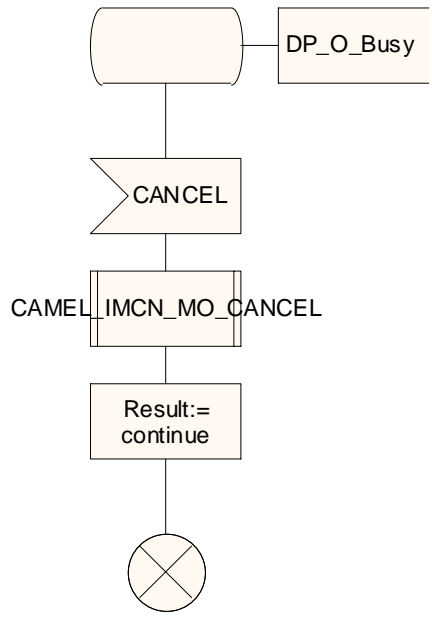 DP_O_Busy
CANCEL
CAMEL_IMCN_MO_CANCEL
Result:=
continue